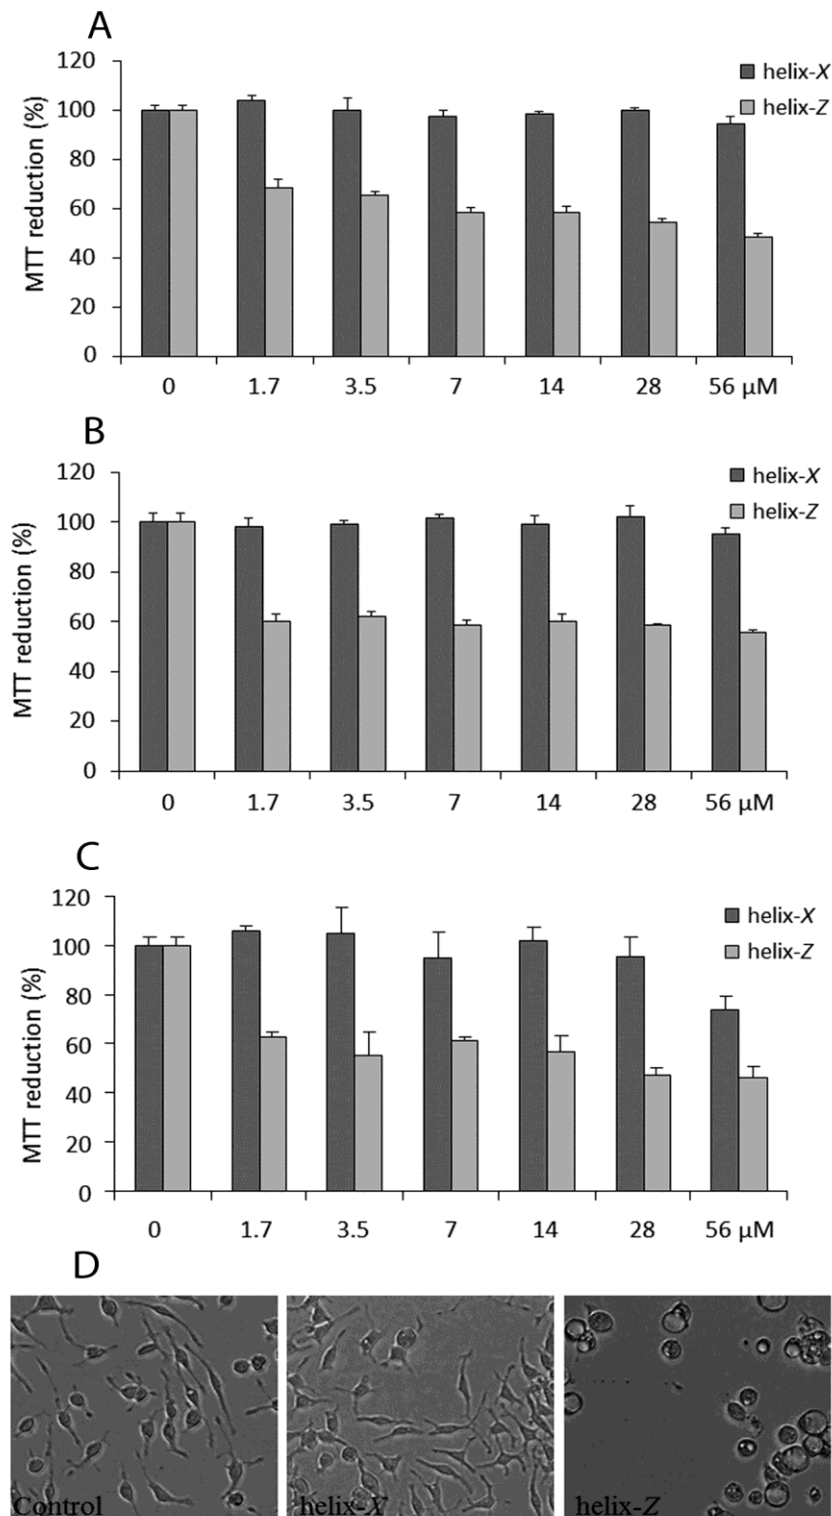 A
120
100
80
60
40
20
0
MTT reduction (%)
helix-X
helix-Z
0 1.7 3.5 7 14 28 56 µM
B
120
100
80
60
40
20
0
MTT reduction (%)
helix-X
helix-Z
0 1.7 3.5 7 14 28 56 µM
C
120
100
80
60
40
20
0
MTT reduction (%)
helix-X
helix-Z
0 1.7 3.5 7 14 28 56 µM
D
Control helix-X helix-Z